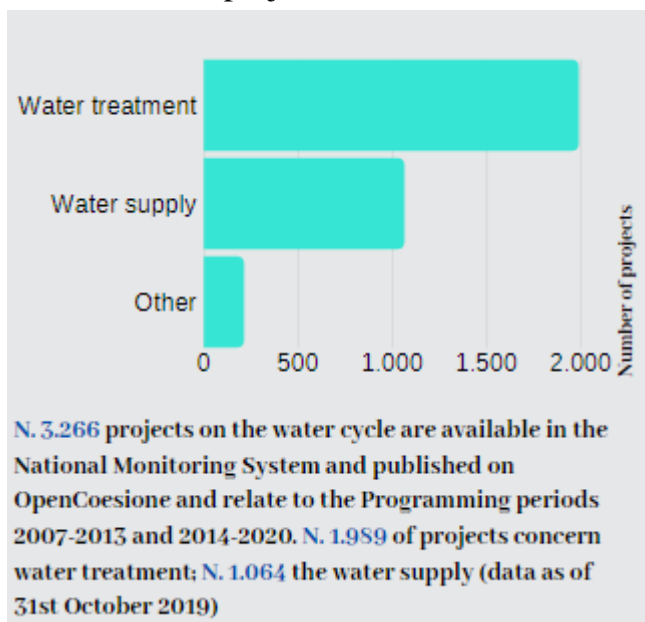 Water treatment
Water supply
Other
0 500 1.000 1.500 2.000
Number of projects
N. 3.266 projects on the water cycle are available in the
National Monitoring System and published on
OpenCoesione and relate to the Programming periods
2007-2013 and 2014-2020. N. 1.989 of projects concern
water treatment; N. 1.064 the water supply (data as of
31st October 2019)